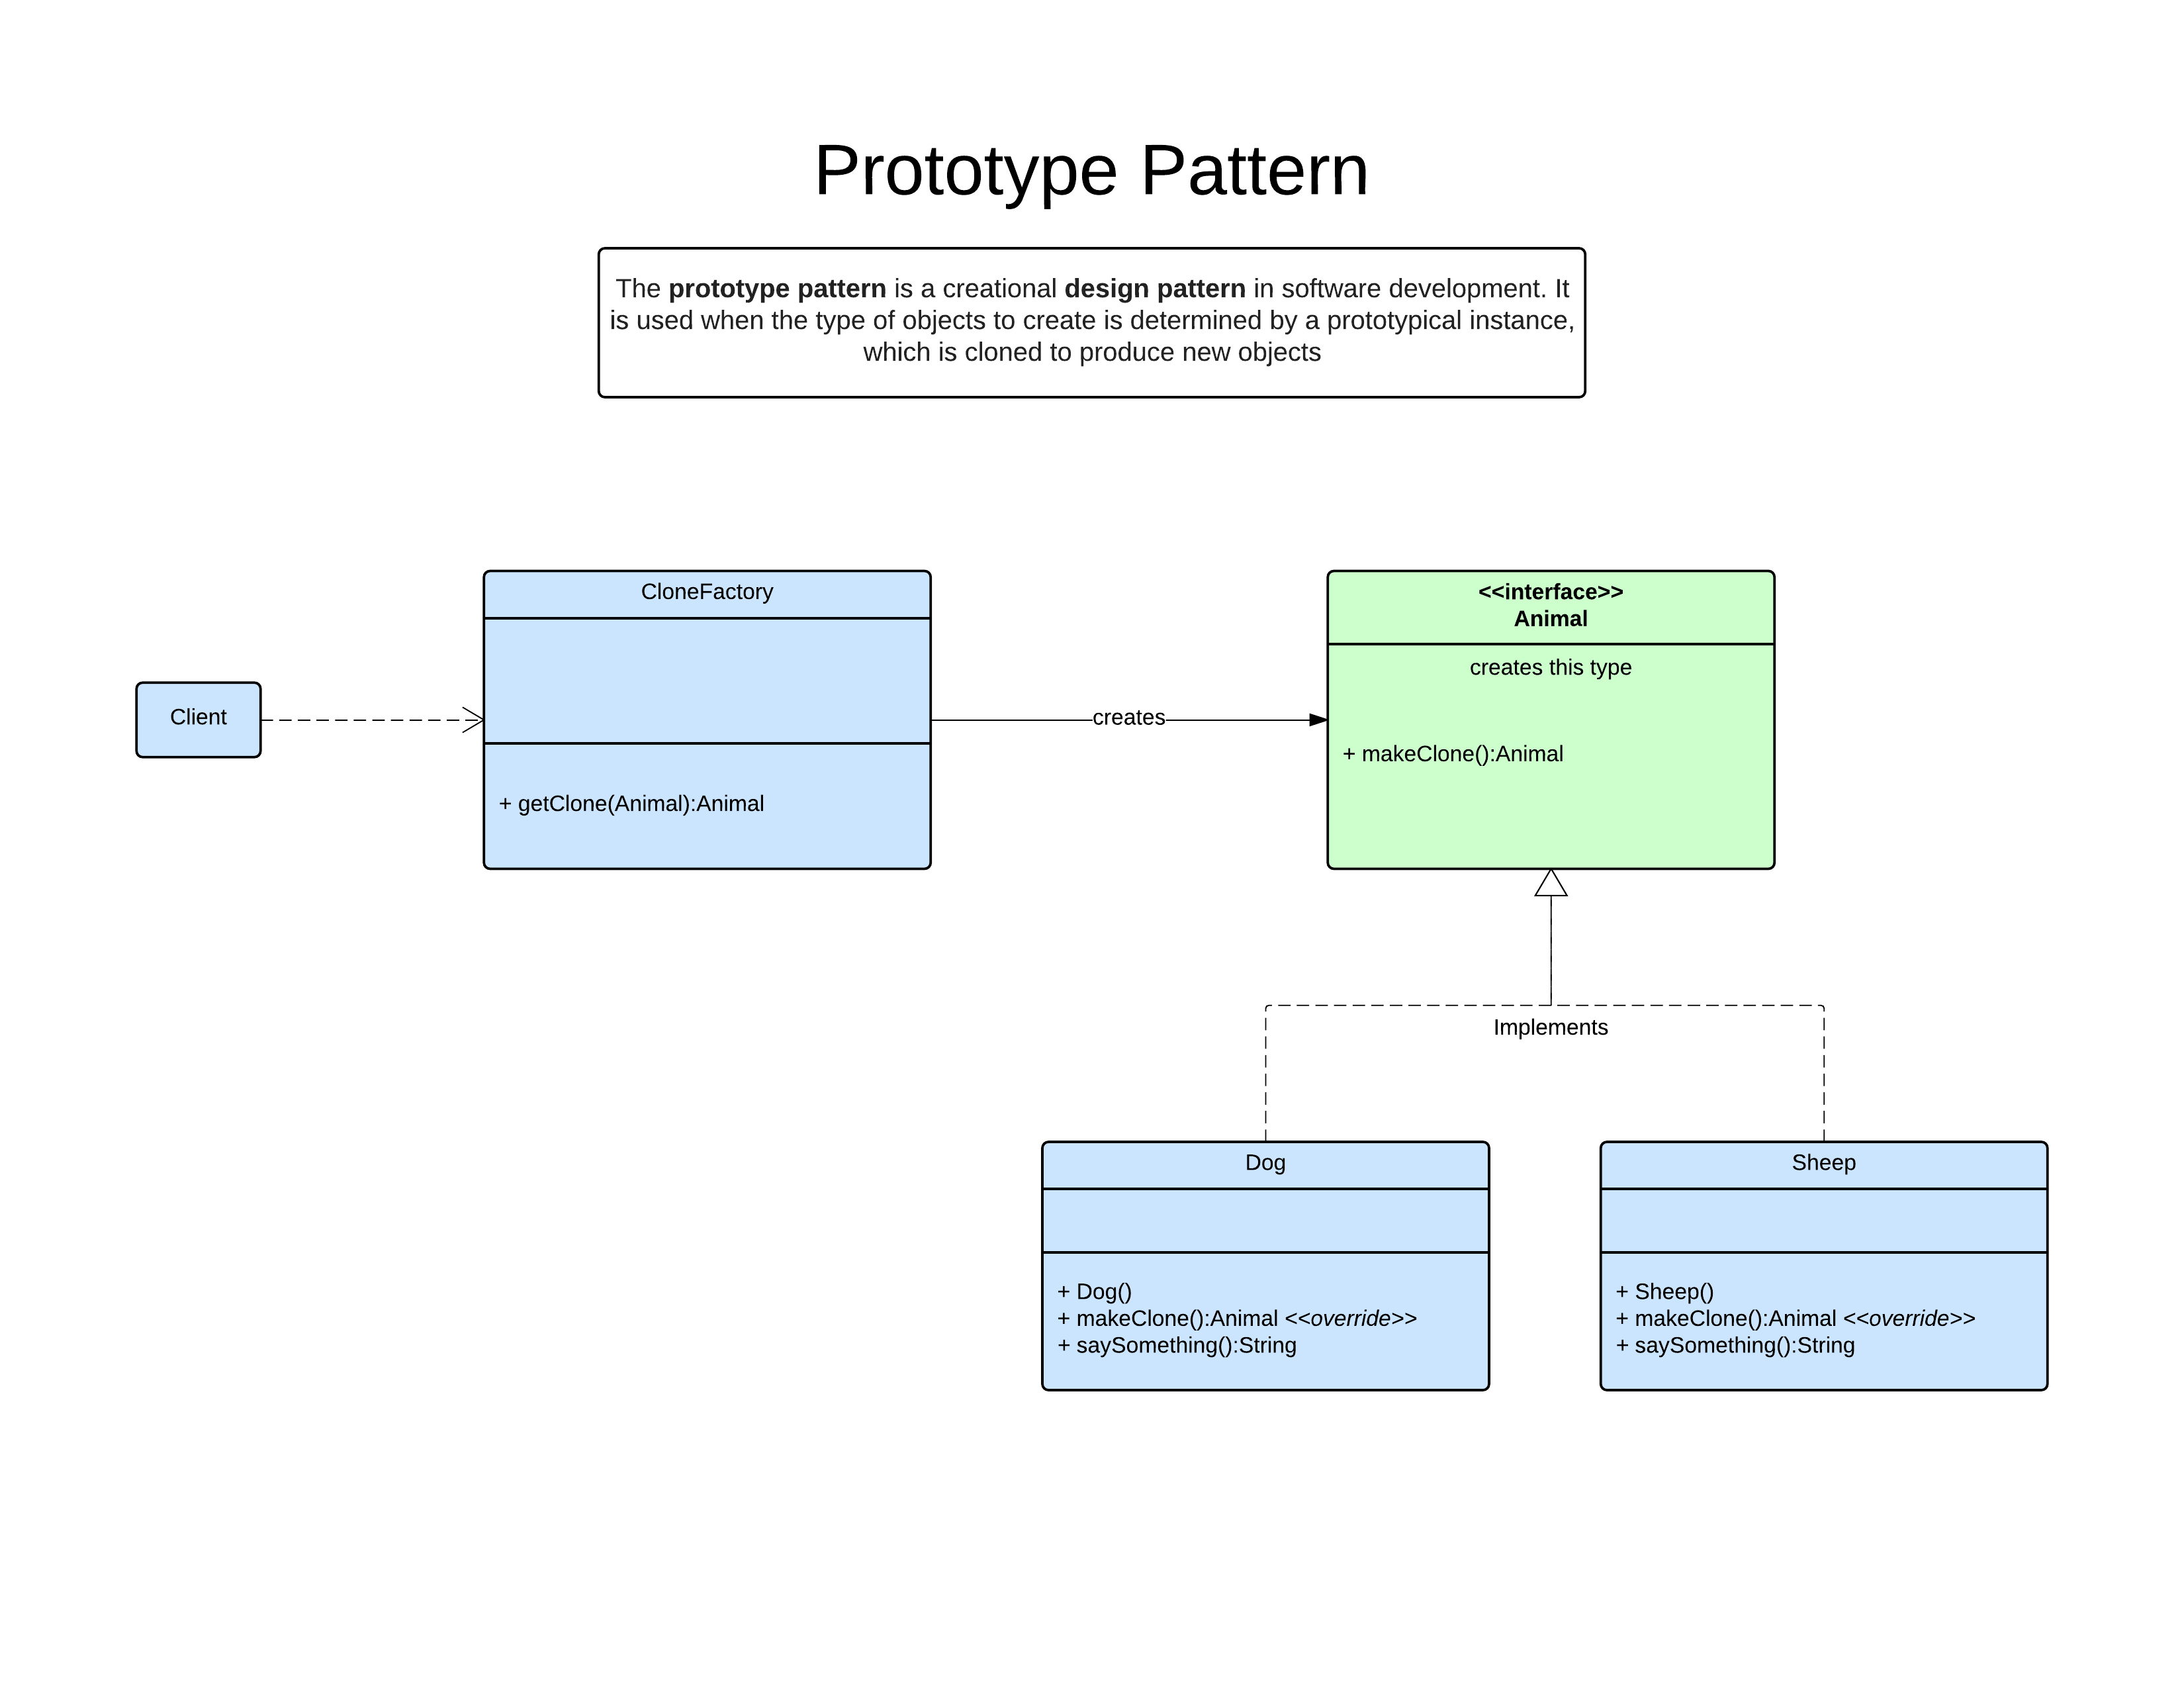 Prototype Pattern
The prototype pattern is a creational design pattern in software development. It
is used when the type of objects to create is determined by a prototypical instance,
which is cloned to produce new objects
CloneFactory
+ getClone(Animal):Animal
Client
creates
<<interface>>
Animal
creates this type
+ makeClone():Animal
Implements
Dog
+ Dog()
+ makeClone():Animal <<override>>
+ saySomething():String
Sheep
+ Sheep()
+ makeClone():Animal <<override>>
+ saySomething():String